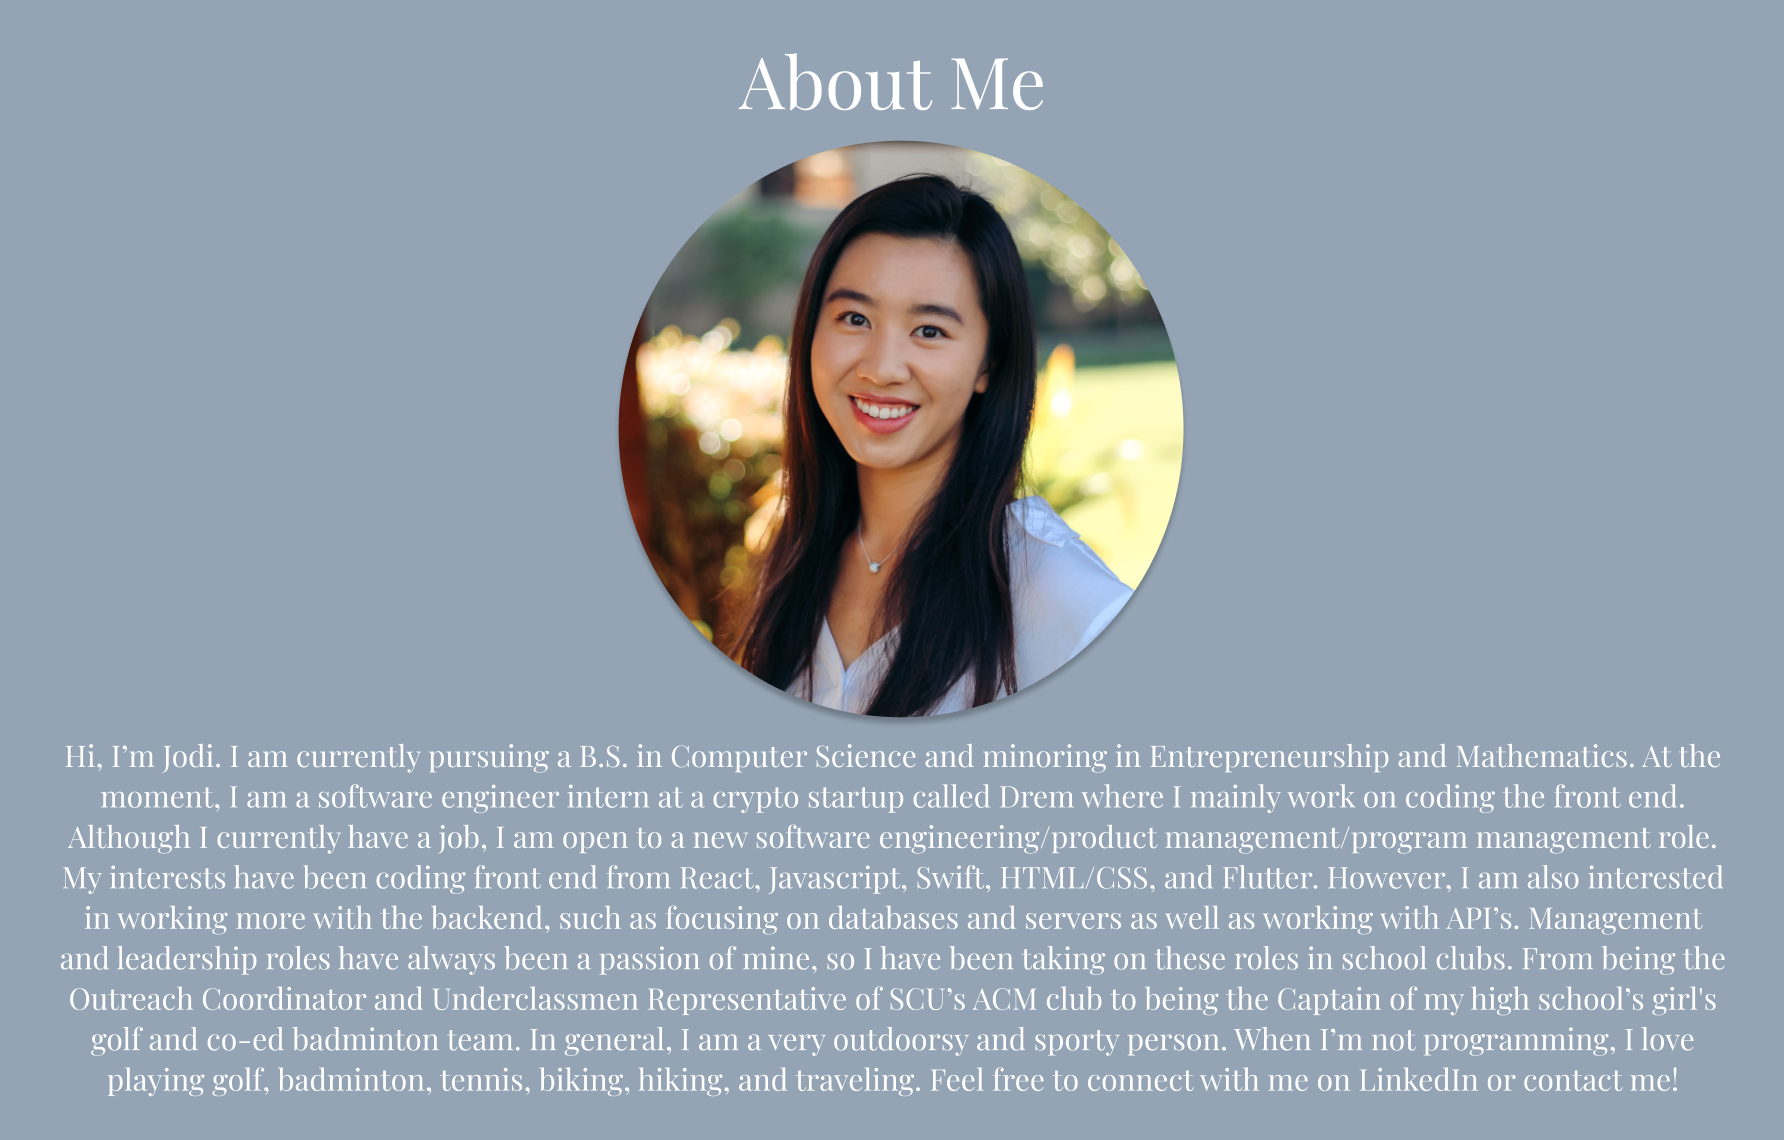 About Me
Hi, I’m Jodi. I am currently pursuing a B.S. in Computer Science and minoring in Entrepreneurship and Mathematics. At the
moment, I am a software engineer intern at a crypto startup called Drem where I mainly work on coding the front end.
Although I currently have a job, I am open to a new software engineering/product management/program management role.
My interests have been coding front end from React, Javascript, Swift, HTML/CSS, and Flutter. However, I am also interested
in working more with the backend, such as focusing on databases and servers as well as working with API’s. Management
and leadership roles have always been a passion of mine, so I have been taking on these roles in school clubs. From being the
Outreach Coordinator and Underclassmen Representative of SCU’s ACM club to being the Captain of my high school’s girl's
golf and co-ed badminton team. In general, I am a very outdoorsy and sporty person. When I’m not programming, I love
playing golf, badminton, tennis, biking, hiking, and traveling. Feel free to connect with me on LinkedIn or contact me!